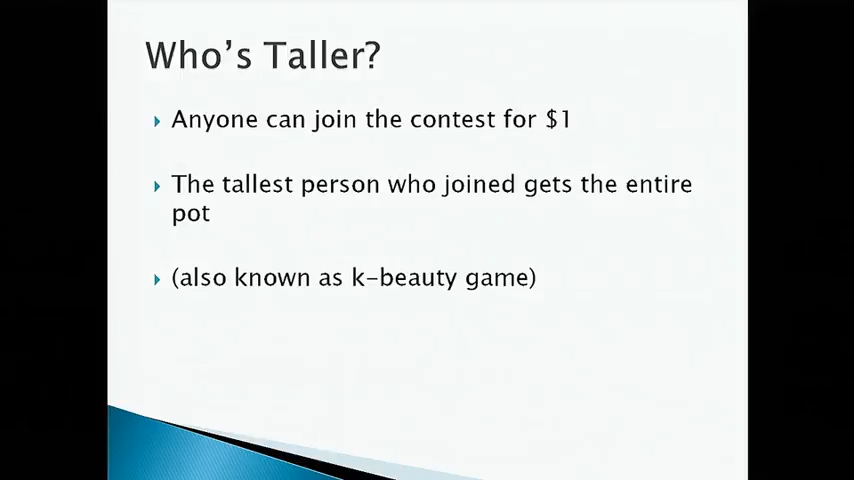 Who's Taller?
Anyone can join the contest for $1
The tallest person who joined gets the entire
pot
(also known as k-beauty game)